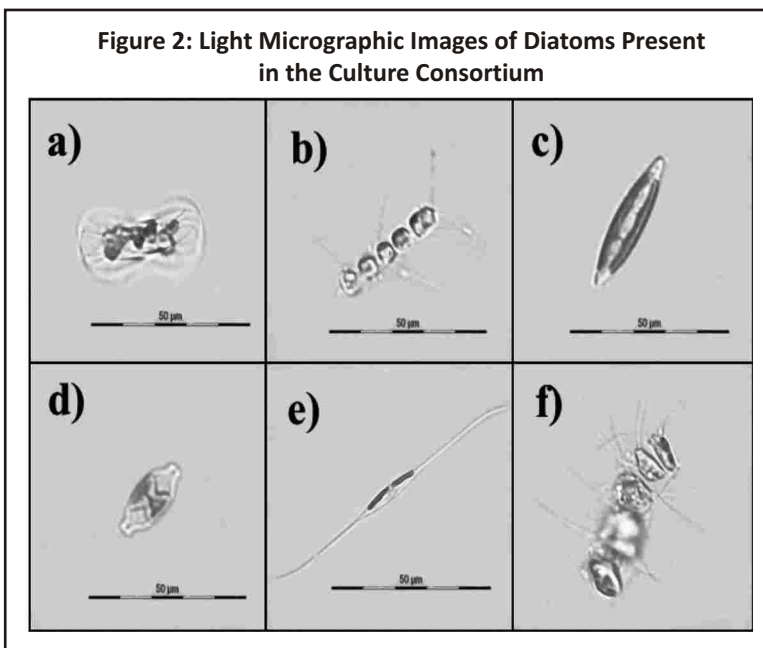 Figure 2: Light Micrographic Images of Diatoms Present
in the Culture Consortium
a)
b)
c)
50 µm
50 µm
50 µm
d)
e)
f)
50 µm
50 µm